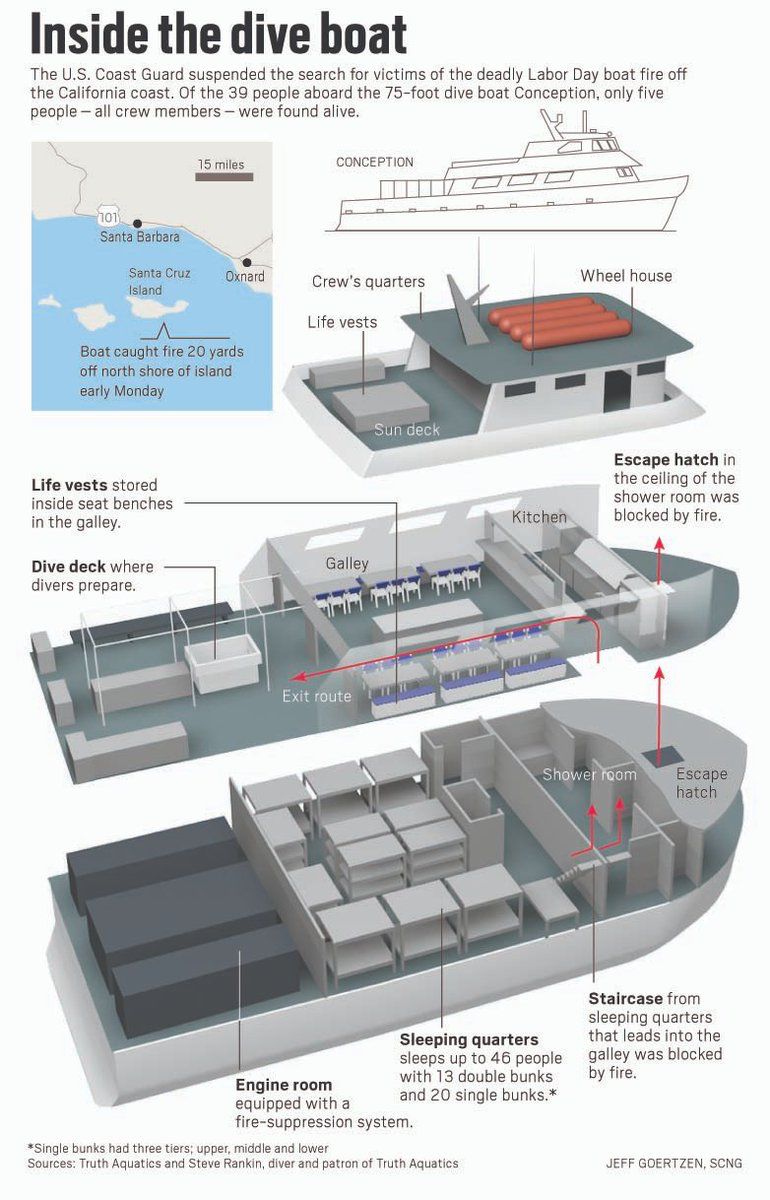 Inside the dive boat
The U.S. Coast Guard suspended the search for victims of the deadly Labor Day boat fire off
the California coast. Of the 39 people aboard the 75-foot dive boat Conception, only five
people – all crew members – were found alive.
15 miles
101
Santa Barbara
Oxnard
Santa Cruz
Island
Boat caught fire 20 yards
off north shore of island
early Monday
CONCEPTION
Crew's quarters
Wheel house
Life vests
Sun deck
Life vests stored
inside seat benches
in the galley.
Escape hatch in
the ceiling of the
shower room was
blocked by fire.
Kitchen
Galley
Dive deck where
divers prepare.
Exit route
Shower room
Escape
hatch
Staircase from
sleeping quarters
that leads into the
galley was blocked
by fire.
Sleeping quarters
sleeps up to 46 people
with 13 double bunks
and 20 single bunks.*
Engine room
equipped with a
fire-suppression system.
*Single bunks had three tiers; upper, middle and lower
Sources: Truth Aquatics and Steve Rankin, diver and patron of Truth Aquatics
JEFF GOERTZEN, SCNG